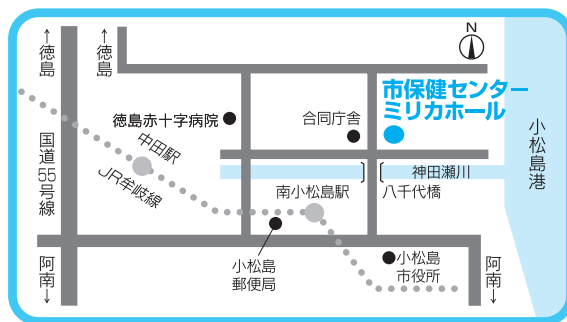 ←徳島
←徳島
N
市保健センター
ミリカホール
徳島赤十字病院
合同庁舎
小松島港
中田駅
国道55号線
JR牟岐線
神田瀬川
南小松島駅
八千代橋
小松島
郵便局
小松島
市役所
阿南→
阿南→